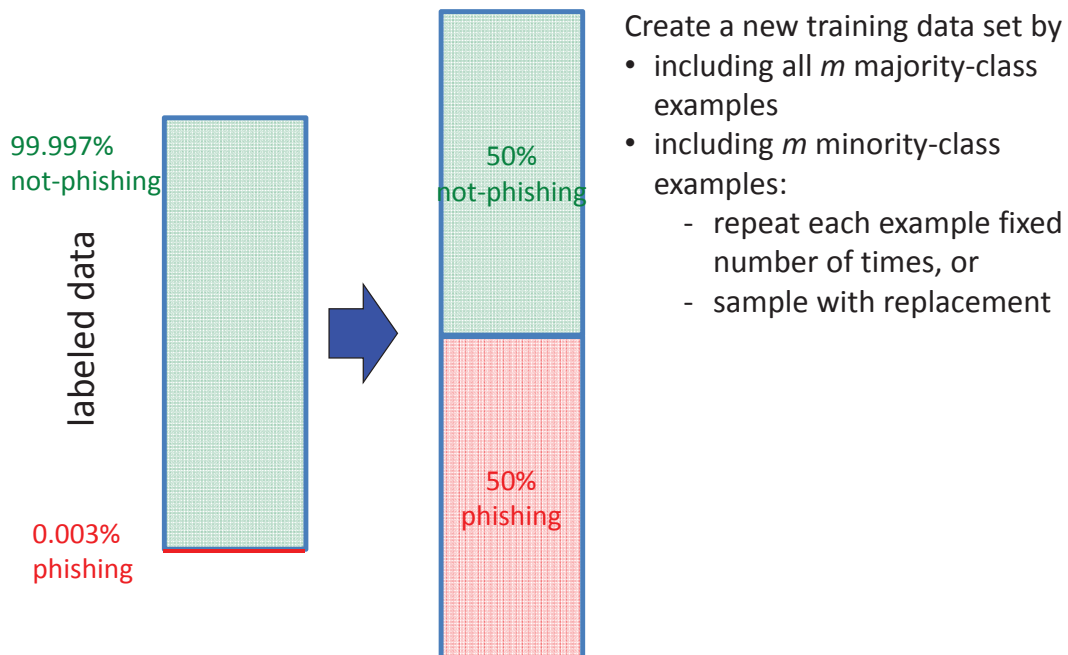 99.997%
not-phishing
labeled data
0.003%
phishing
50%
not-phishing
50%
phishing
Create a new training data set by
• including all m majority-class
examples
• including m minority-class
examples:
- repeat each example fixed
number of times, or
- sample with replacement